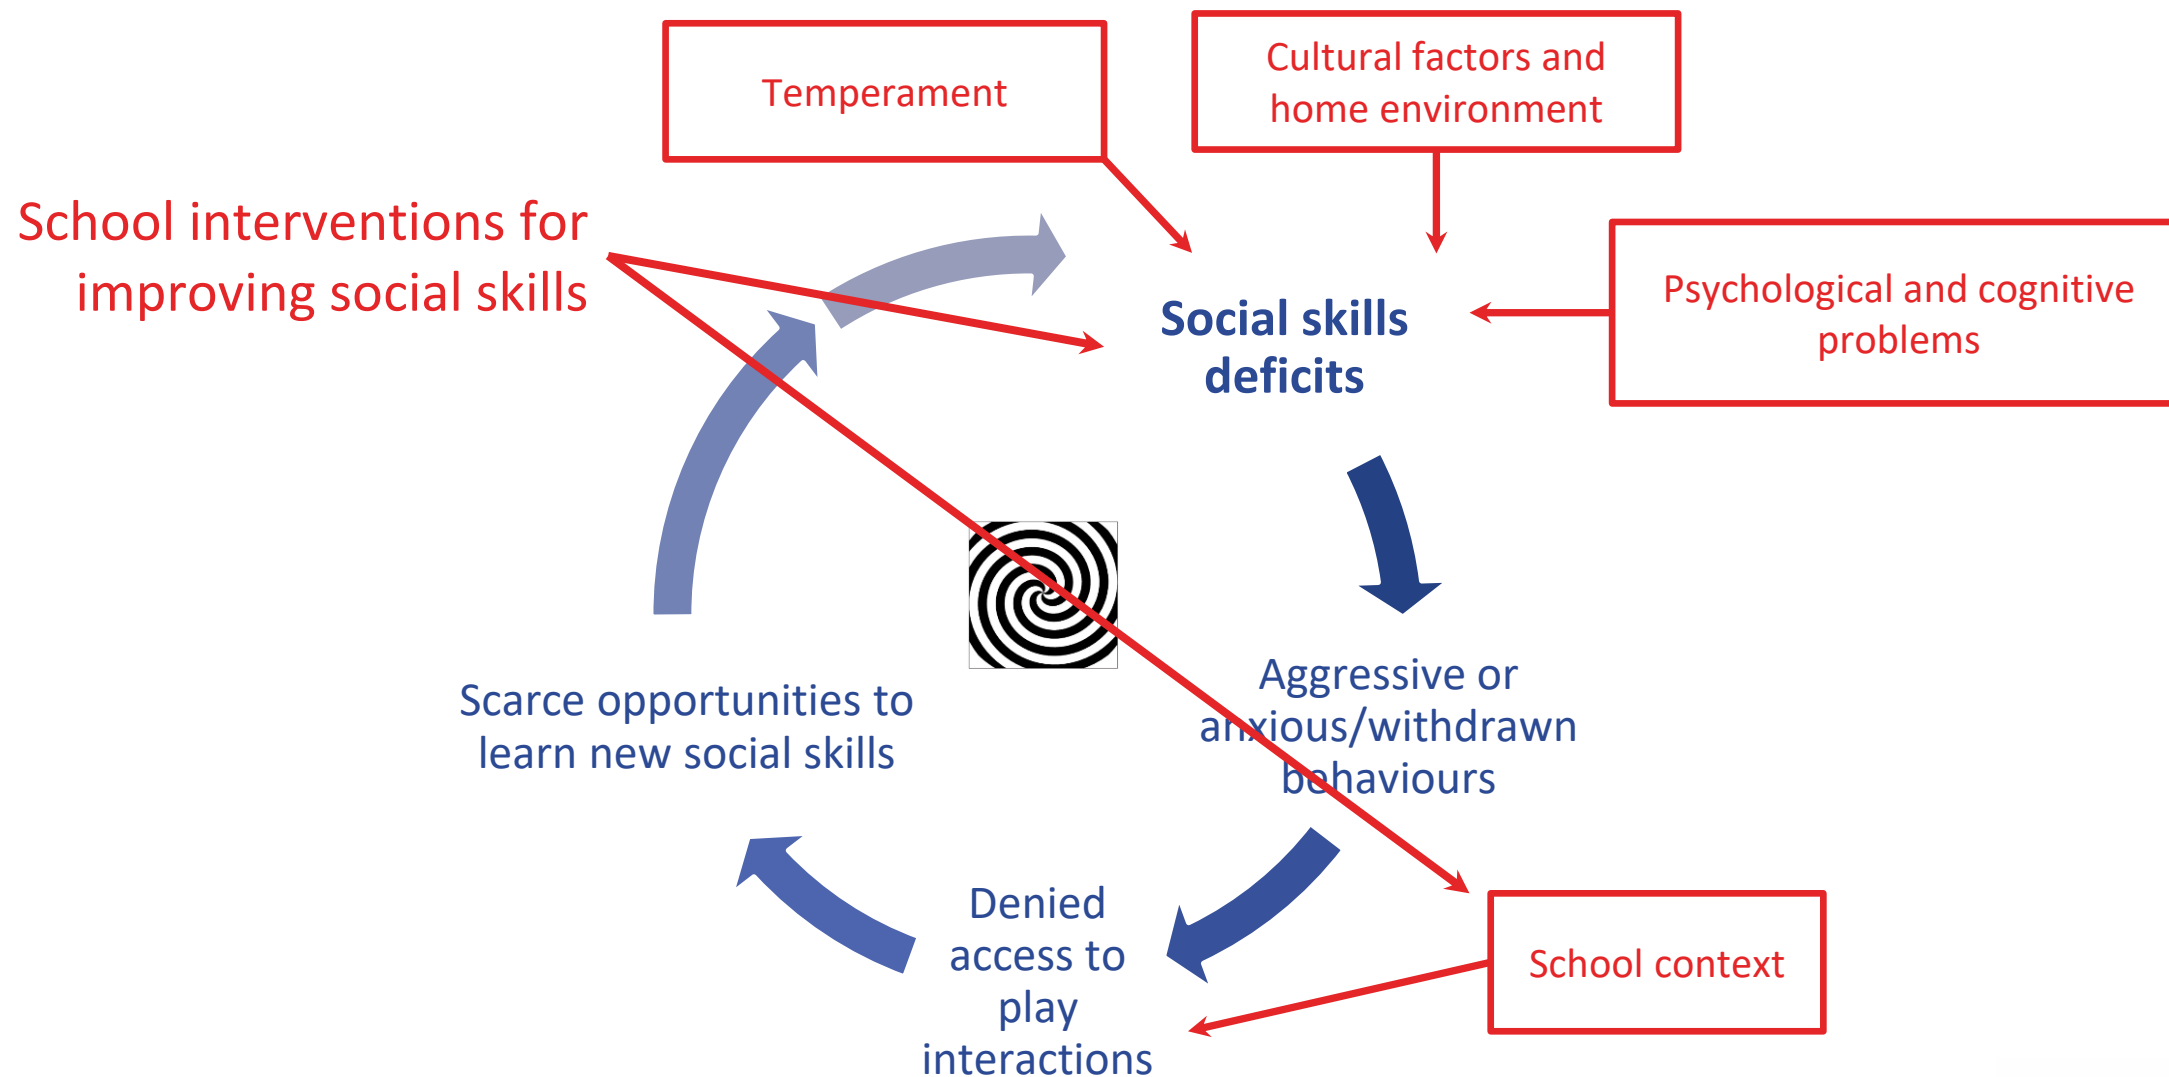 Temperament
Cultural factors and
home environment
School interventions for
improving social skills
Psychological and cognitive
problems
Social skills
deficits
Aggressive or
anxious/withdrawn
behaviours
Scarce opportunities to
learn new social skills
Denied
access to
play
interactions
School context